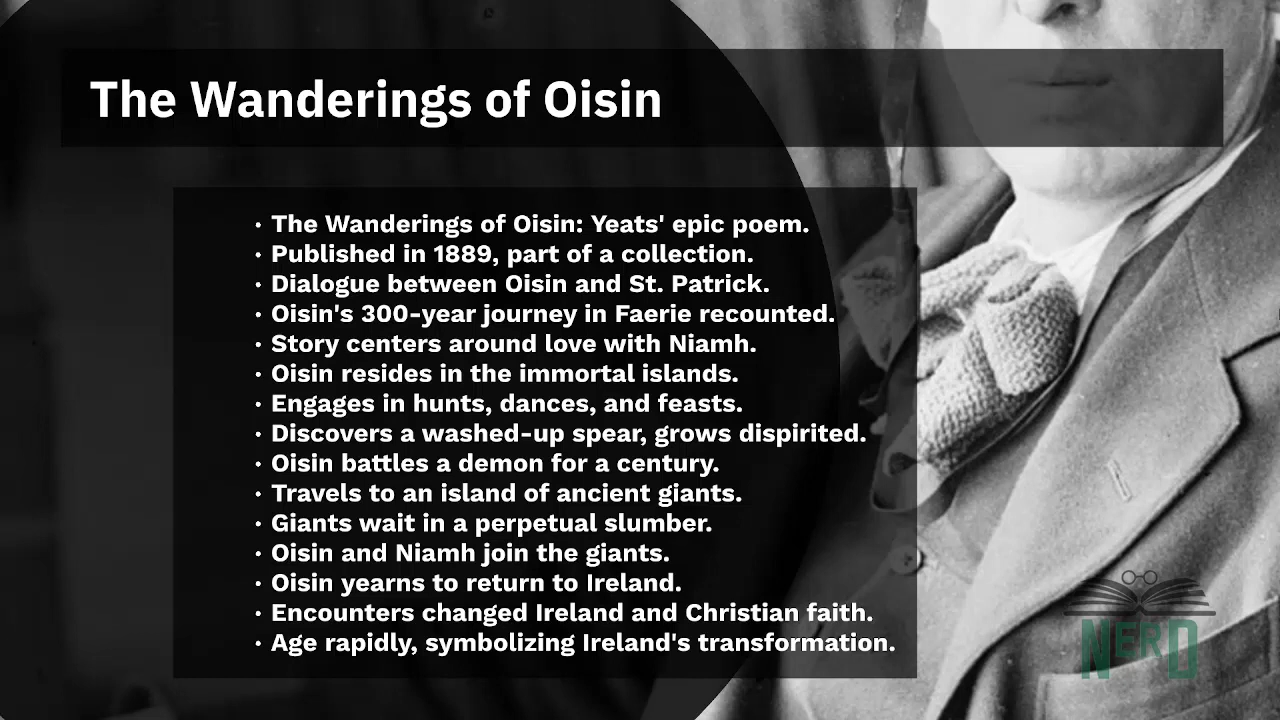 The Wanderings of Oisin
• The Wanderings of Oisin: Yeats' epic poem.
• Published in 1889, part of a collection.
• Dialogue between Oisin and St. Patrick.
• Oisin's 300-year journey in Faerie recounted.
• Story centers around love with Niamh.
• Oisin resides in the immortal islands.
• Engages in hunts, dances, and feasts.
• Discovers a washed-up spear, grows dispirited.
• Oisin battles a demon for a century.
• Travels to an island of ancient giants.
• Giants wait in a perpetual slumber.
• Oisin and Niamh join the giants.
• Oisin yearns to return to Ireland.
• Encounters changed Ireland and Christian faith.
• Age rapidly, symbolizing Ireland's transformation.
NERD